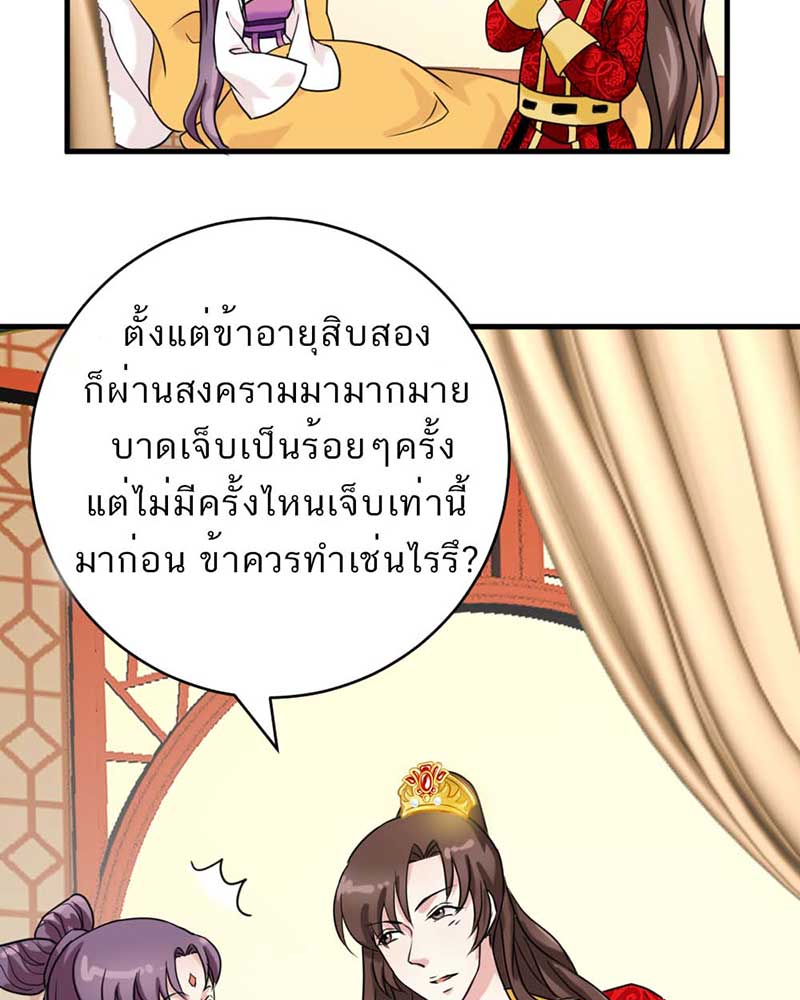 ตั้งแต่ข้าอายุสิบสอง
ก็ผ่านสงครามมามากมาย
บาดเจ็บเป็นร้อยๆครั้ง
แต่ไม่มีครั้งไหนเจ็บเท่านี้
มาก่อน ข้าควรทำเช่นไรรึ?